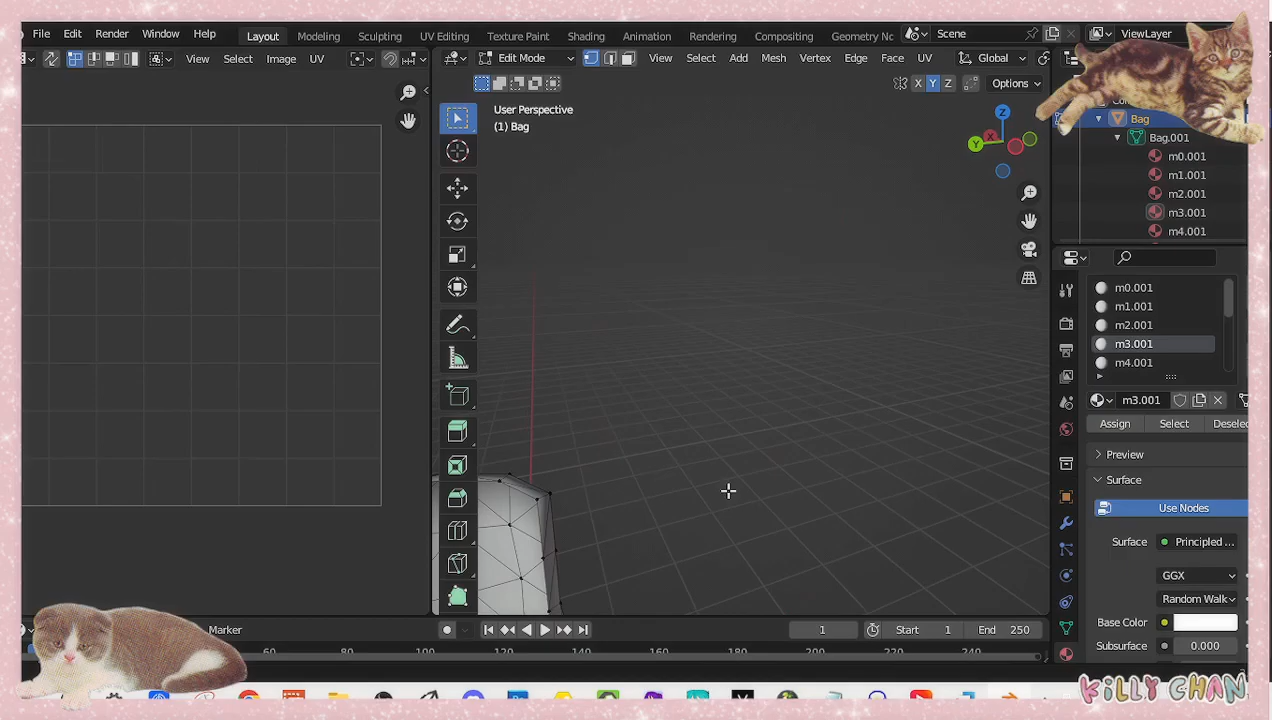 File Edit Render Window Help Layout Modeling Sculpting UV Editing Texture Paint Shading Animation Rendering Compositing Geometry Nc Scene ViewLayer
View Select Image UV Edit Mode View Select Add Mesh Vertex Edge Face UV Global
X Y Z Options
User Perspective
(1) Bag
Z
X
Y
Bag
Bag.001
m0.001
m1.001
m2.001
m3.001
m4.001
m0.001
m1.001
m2.001
m3.001
m4.001
m3.001
Assign Select Deselec
Preview
Surface
Use Nodes
Surface Principled ...
GGX
Random Walk
Base Color
Subsurface 0.000
Marker 1 Start 1 End 250
60 80 100 120 140 160 180 200 220 240
KiLLY CHAN